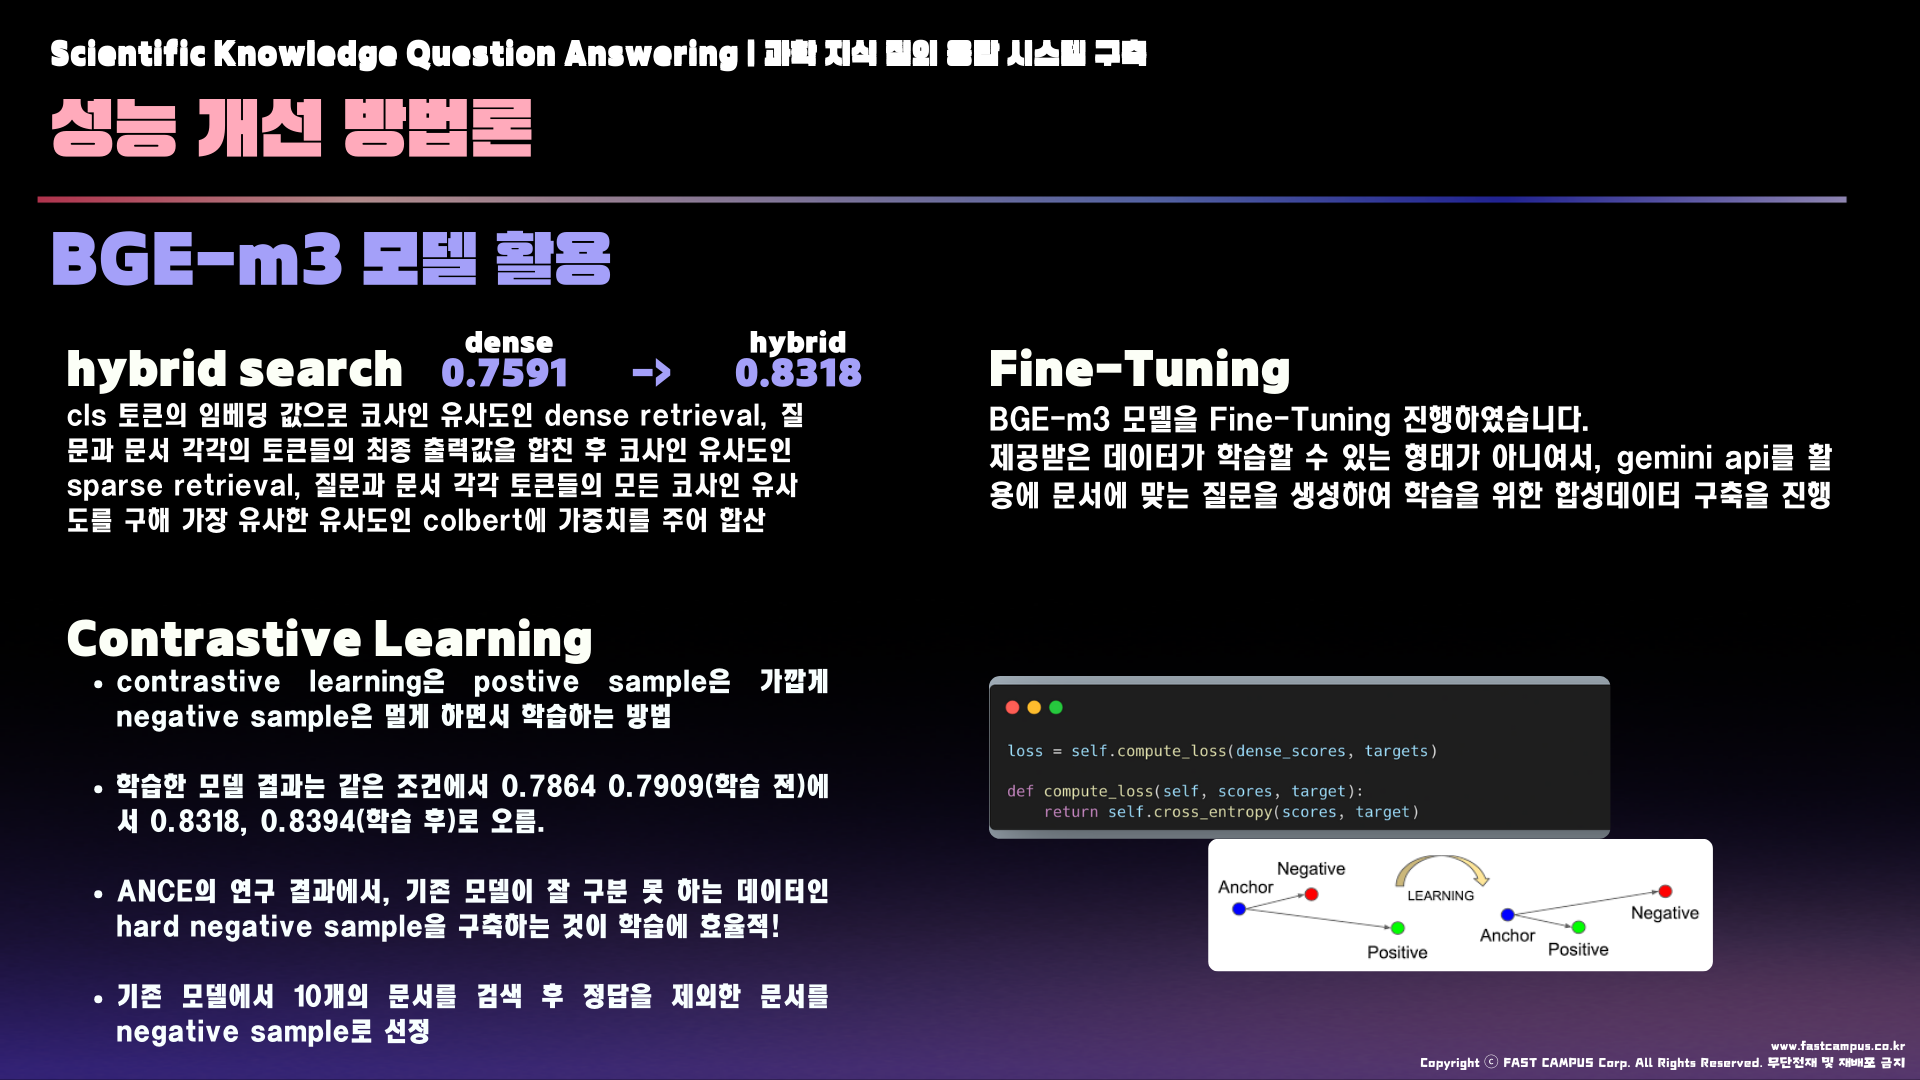 Scientific Knowledge Question Answering | 과학 지식 질의 응답 시스템 구축
성능 개선 방법론
BGE-m3 모델 활용
hybrid search
dense
0.7591
->
hybrid
0.8318
cls 토큰의 임베딩 값으로 코사인 유사도인 dense retrieval, 질
문과 문서 각각의 토큰들의 최종 출력값을 합친 후 코사인 유사도인
sparse retrieval, 질문과 문서 각각 토큰들의 모든 코사인 유사
도를 구해 가장 유사한 유사도인 colbert에 가중치를 주어 합산
Fine-Tuning
BGE-m3 모델을 Fine-Tuning 진행하였습니다.
제공받은 데이터가 학습할 수 있는 형태가 아니여서, gemini api를 활
용에 문서에 맞는 질문을 생성하여 학습을 위한 합성데이터 구축을 진행
Contrastive Learning
• contrastive learning은 postive sample은 가깝게
negative sample은 멀게 하면서 학습하는 방법
• 학습한 모델 결과는 같은 조건에서 0.7864 0.7909(학습 전)에
서 0.8318, 0.8394(학습 후)로 오름.
• ANCE의 연구 결과에서, 기존 모델이 잘 구분 못 하는 데이터인
hard negative sample을 구축하는 것이 학습에 효율적!
• 기존 모델에서 10개의 문서를 검색 후 정답을 제외한 문서를
negative sample로 선정
loss = self.compute_loss(dense_scores, targets)
def compute_loss(self, scores, target):
    return self.cross_entropy(scores, target)
Anchor
Negative
Positive
LEARNING
Anchor
Positive
Negative
www.fastcampus.co.kr
Copyright ⓒ FAST CAMPUS Corp. All Rights Reserved. 무단전재 및 재배포 금지